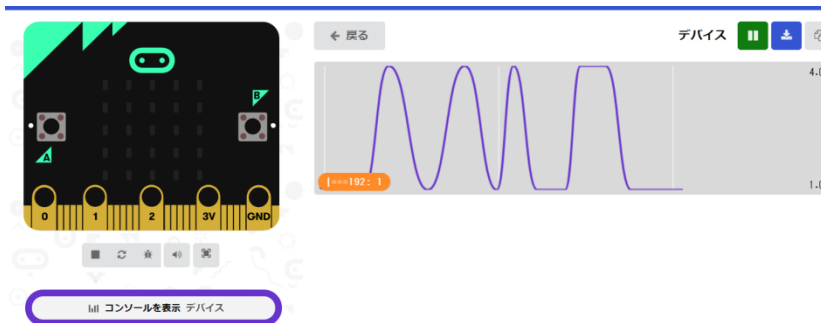 戻る
デバイス
4.0
B
A
|===192: 1
1.0
0 1 2 3V GND
コンソールを表示 デバイス